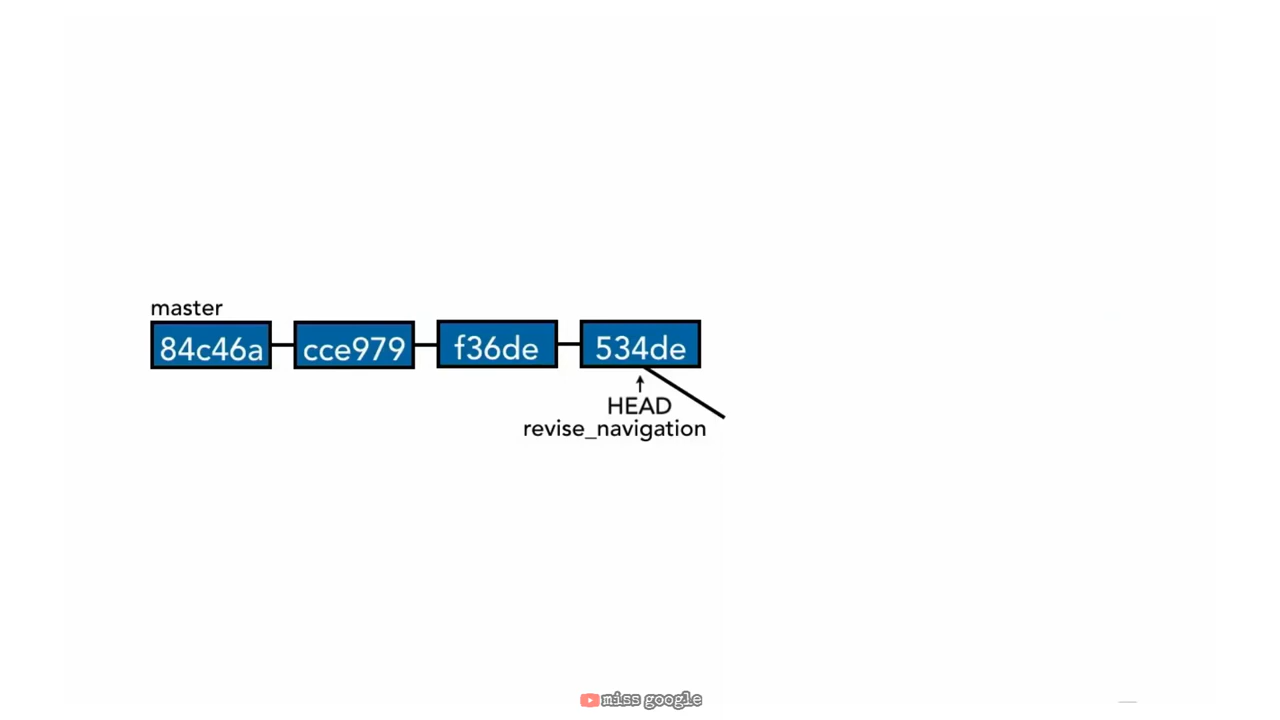 master
84c46a
cce979
f36de
534de
HEAD
revise_navigation
miss google